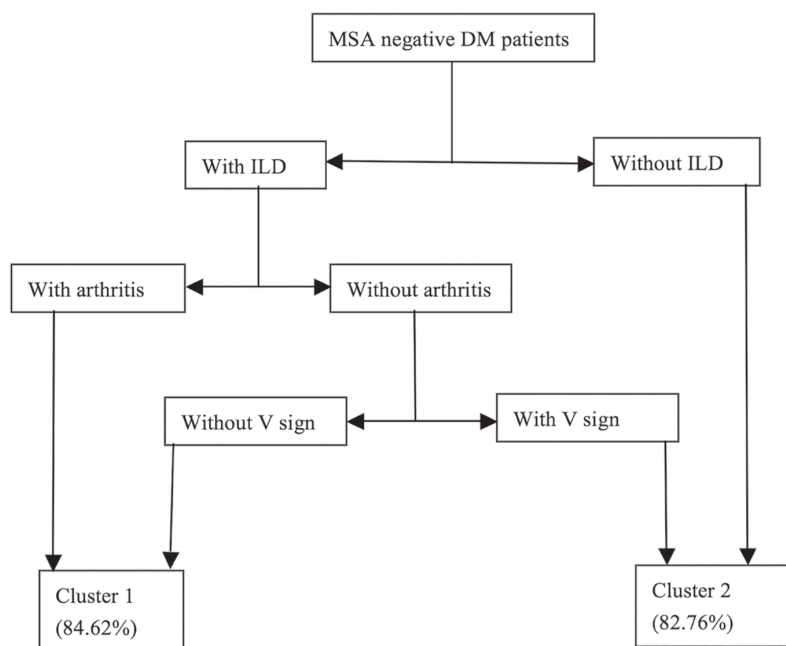 MSA negative DM patients
With ILD
Without ILD
With arthritis
Without arthritis
Without V sign
With V sign
Cluster 1
(84.62%)
Cluster 2
(82.76%)